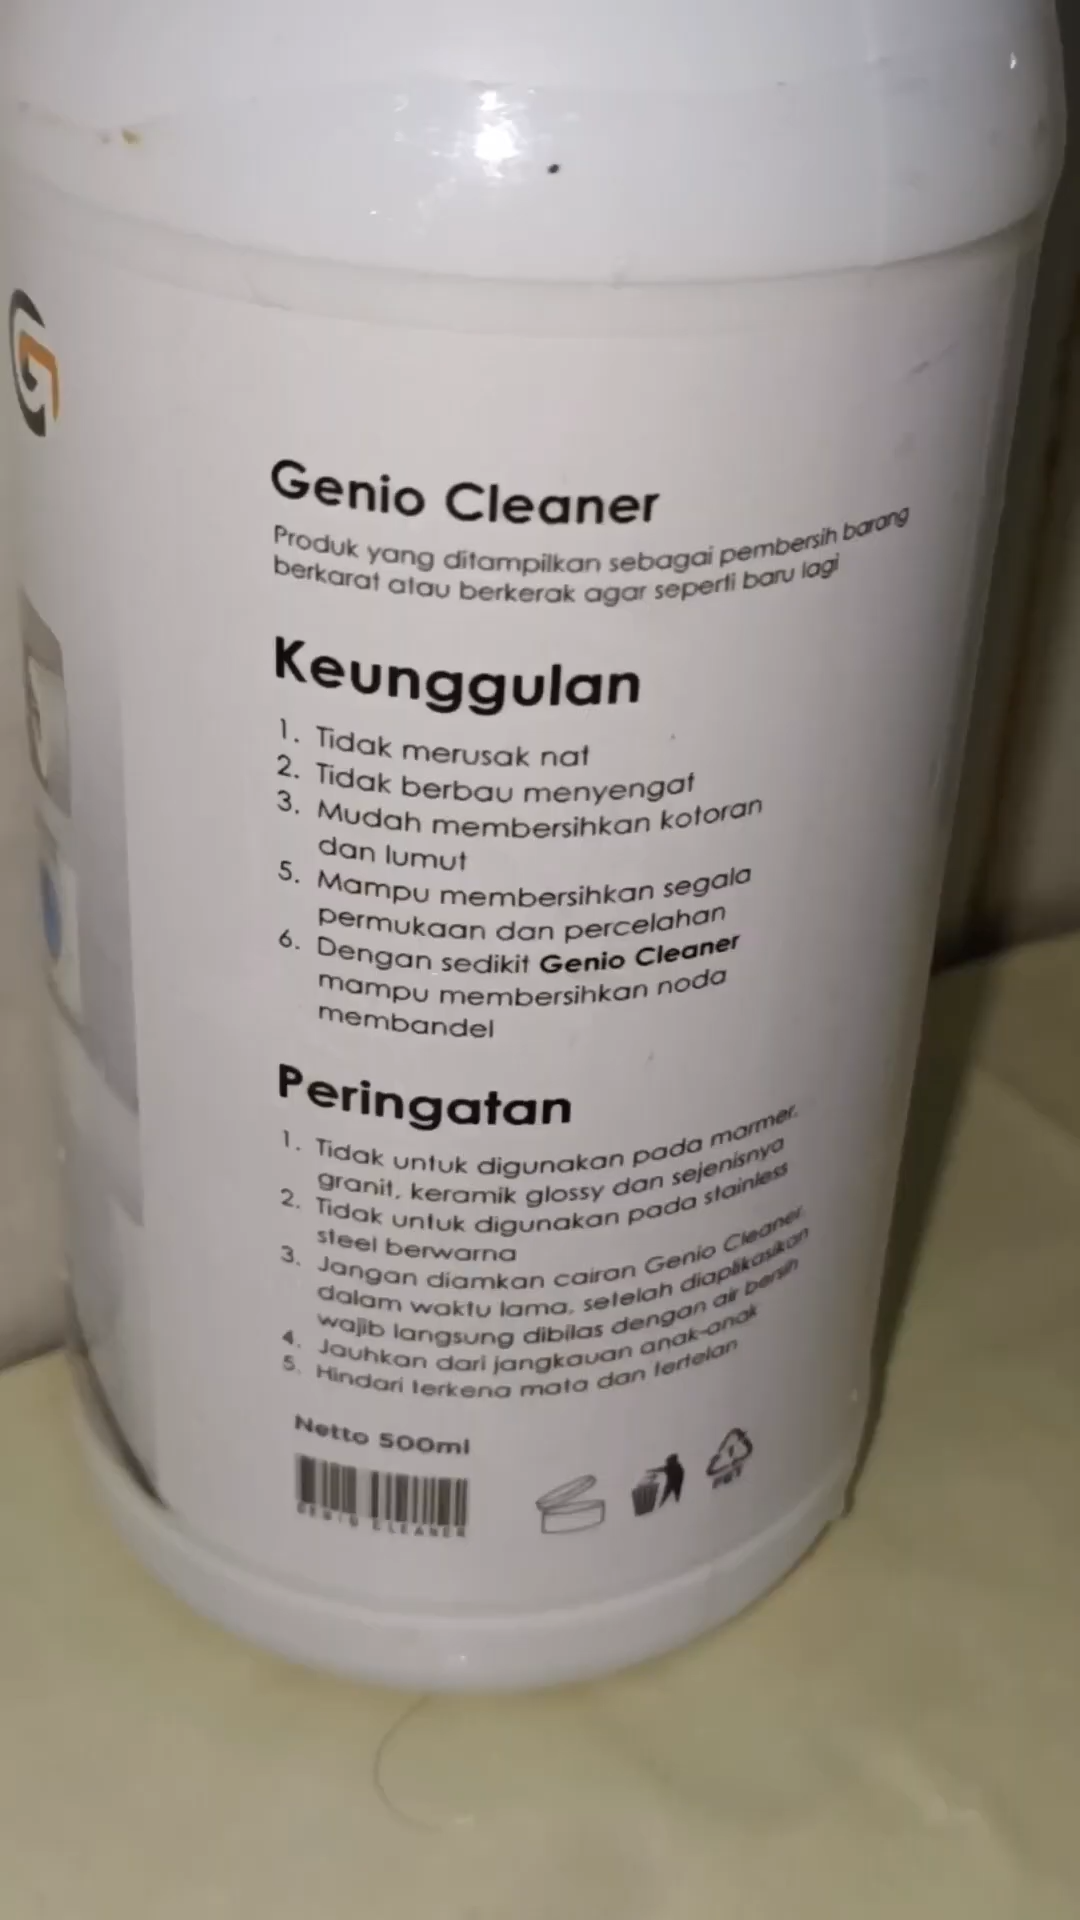 Genio Cleaner
Produk yang ditampilkan sebagai pembersih barang
berkarat atau berkerak agar seperti baru lagi
Keunggulan
1. Tidak merusak nat
2. Tidak berbau menyengat
3. Mudah membersihkan kotoran
dan lumut
5. Mampu membersihkan segala
permukaan dan percelahan
6. Dengan sedikit Genio Cleaner
mampu membersihkan noda
membandel
Peringatan
1. Tidak untuk digunakan pada marmer,
granit, keramik glossy dan sejenisnya
2. Tidak untuk digunakan pada stainless
steel berwarna
3. Jangan diamkan cairan Genio Cleaner
dalam waktu lama, setelah diaplikasikan
wajib langsung dibilas dengan air bersih
4. Jauhkan dari jangkauan anak-anak
5. Hindari terkena mata dan tertelan
Netto 500ml
GENIO CLEANER
1
PET